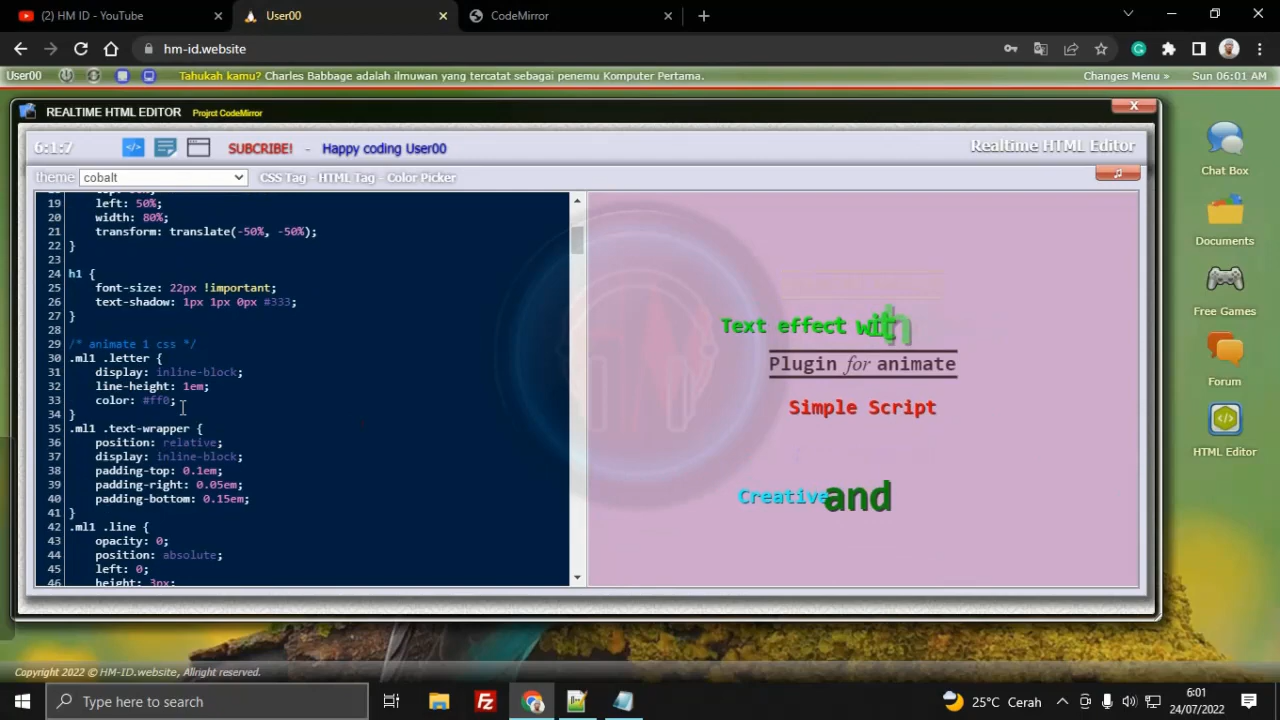 (2) HM ID - YouTube
User00
CodeMirror
hm-id.website
User00
Tahukah kamu? Charles Babbage adalah ilmuwan yang tercatat sebagai penemu Komputer Pertama.
Changes Menu »
Sun 06:01 AM
REALTIME HTML EDITOR
Projrct CodeMirror
x
6:1:7
</>
SUBCRIBE! - Happy coding User00
Realtime HTML Editor
theme
cobalt
CSS Tag - HTML Tag - Color Picker
19 left: 50%;
20 width: 80%;
21 transform: translate(-50%, -50%);
22 }
23
24 h1 {
25 font-size: 22px !important;
26 text-shadow: 1px 1px 0px #333;
27 }
28
29 /* animate 1 css */
30 .ml1 .letter {
31 display: inline-block;
32 line-height: 1em;
33 color: #ff0;
34 }
35 .ml1 .text-wrapper {
36 position: relative;
37 display: inline-block;
38 padding-top: 0.1em;
39 padding-right: 0.05em;
40 padding-bottom: 0.15em;
41 }
42 .ml1 .line {
43 opacity: 0;
44 position: absolute;
45 left: 0;
46 height: 3px;
Text effect with
Plugin for animate
Simple Script
Creative and
Chat Box
Documents
Free Games
Forum
HTML Editor
Copyright 2022 © HM-ID.website, Allright reserved.
Type here to search
25°C Cerah
6:01
24/07/2022